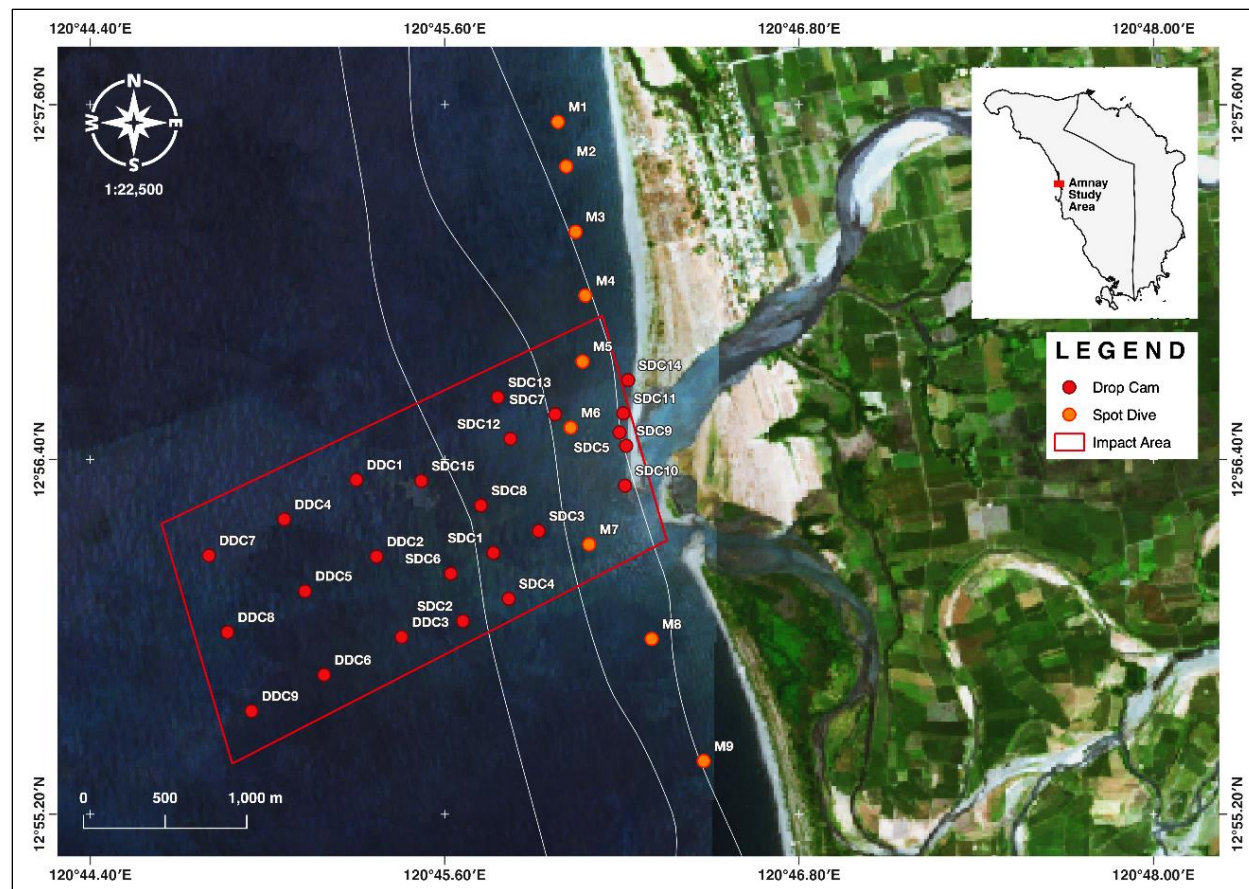 120°44.40'E
120°45.60'E
120°46.80'E
120°48.00'E
12°57.60'N
12°57.60'N
N
W
E
S
1:22,500
M1
M2
M3
M4
M5
Amnay
Study
Area
LEGEND
Drop Cam
Spot Dive
Impact Area
SDC14
SDC13
SDC7
SDC11
M6
SDC12
SDC9
SDC5
12°56.40'N
12°56.40'N
DDC1
SDC15
SDC10
SDC8
DDC4
SDC3
M7
DDC7
DDC2
SDC1
SDC6
DDC5
SDC4
SDC2
DDC8
DDC3
M8
DDC6
DDC9
M9
0 500 1,000 m
12°55.20'N
12°55.20'N
120°44.40'E
120°45.60'E
120°46.80'E
120°48.00'E